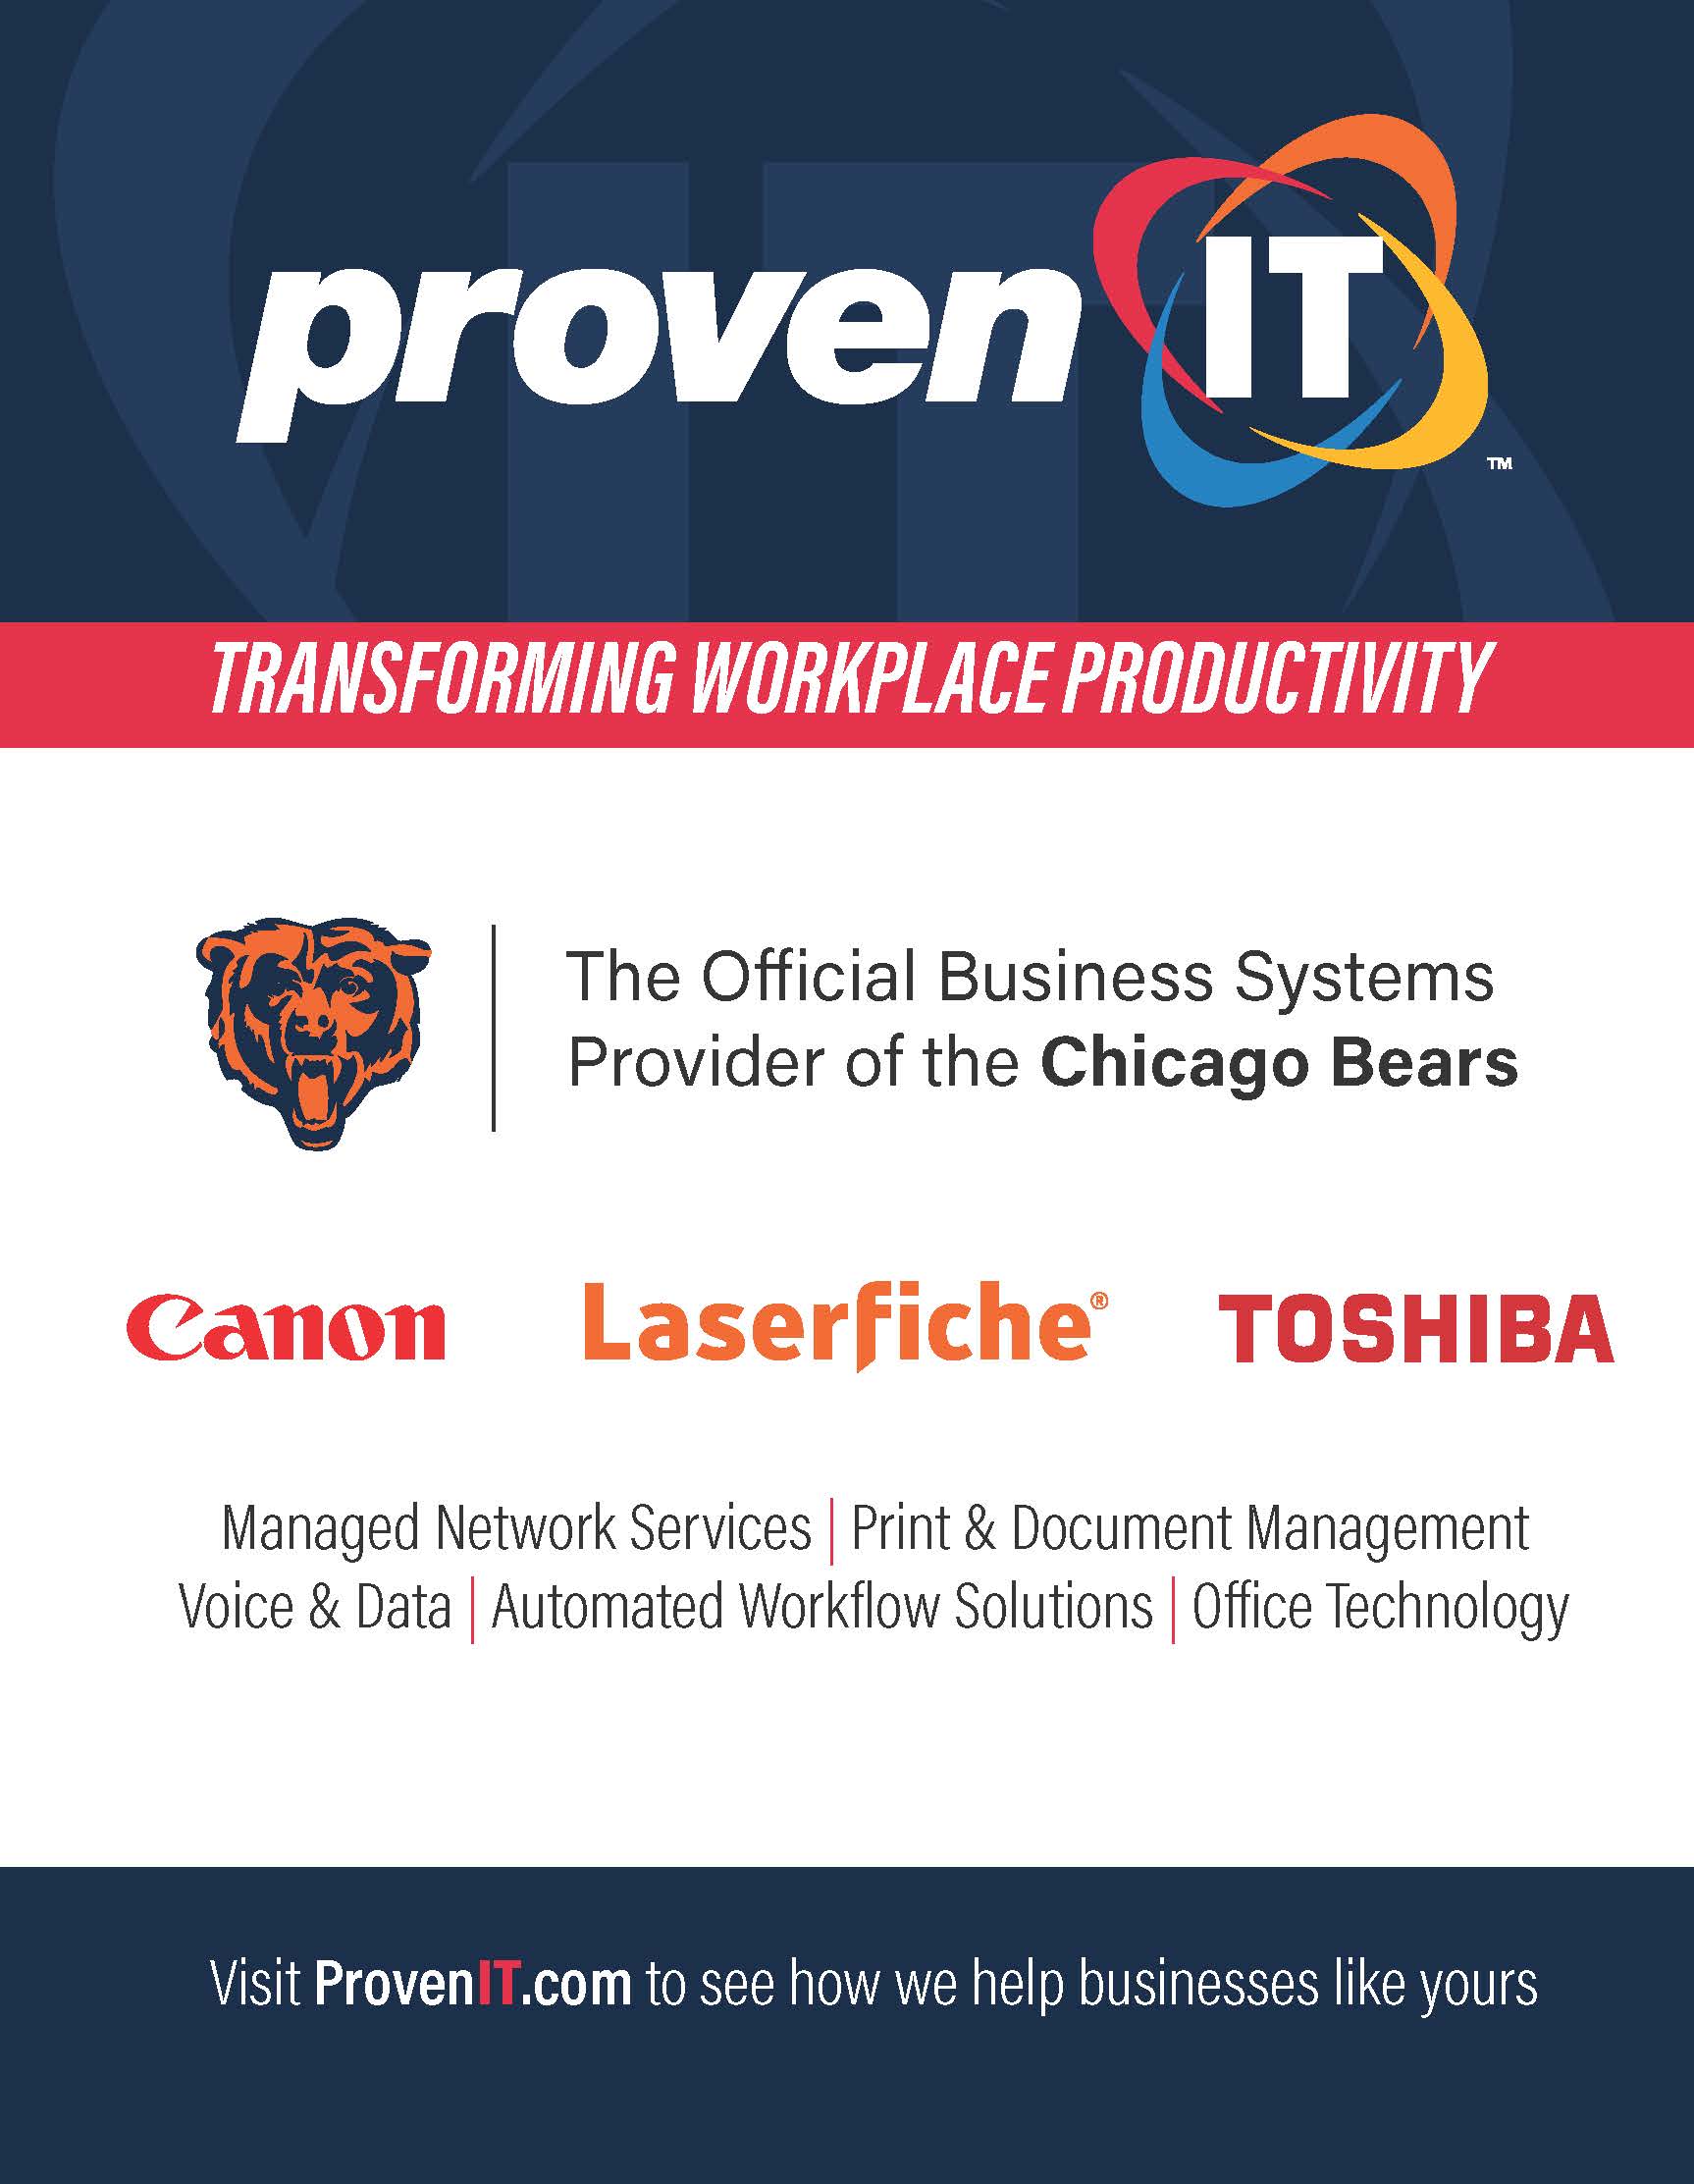 proven IT ™
TRANSFORMING WORKPLACE PRODUCTIVITY
The Official Business Systems
Provider of the Chicago Bears
Canon Laserfiche® TOSHIBA
Managed Network Services | Print & Document Management
Voice & Data | Automated Workflow Solutions | Office Technology
Visit ProvenIT.com to see how we help businesses like yours